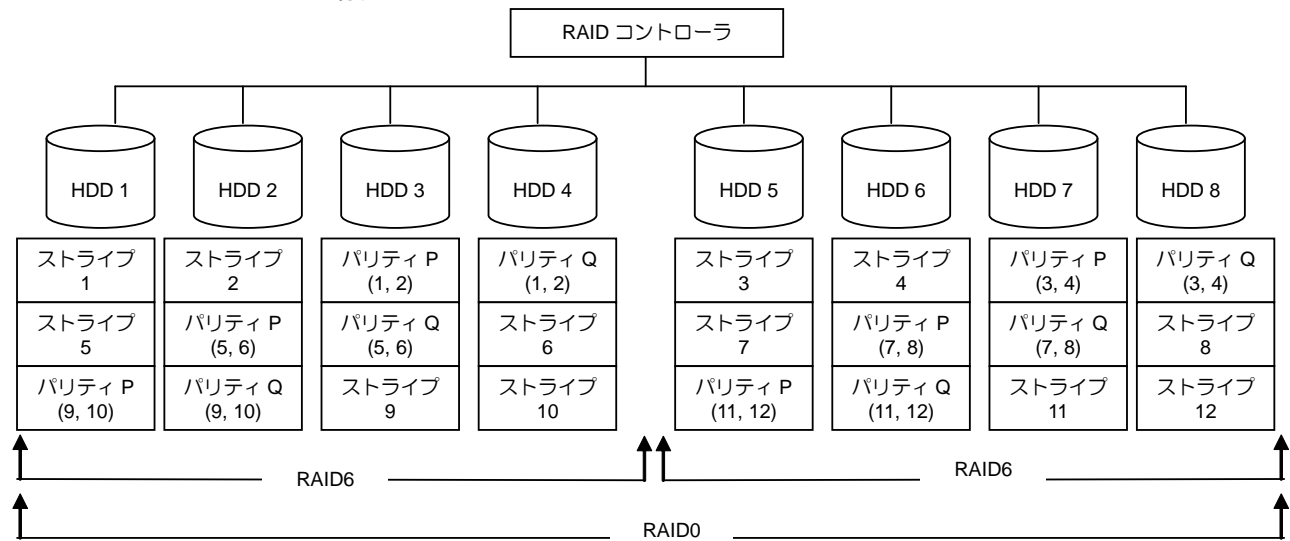 RAID コントローラ
HDD 1
HDD 2
HDD 3
HDD 4
HDD 5
HDD 6
HDD 7
HDD 8
ストライプ
1
ストライプ
2
パリティ P
(1, 2)
パリティ Q
(1, 2)
ストライプ
3
ストライプ
4
パリティ P
(3, 4)
パリティ Q
(3, 4)
ストライプ
5
パリティ P
(5, 6)
パリティ Q
(5, 6)
ストライプ
6
ストライプ
7
パリティ P
(7, 8)
パリティ Q
(7, 8)
ストライプ
8
パリティ P
(9, 10)
パリティ Q
(9, 10)
ストライプ
9
ストライプ
10
パリティ P
(11, 12)
パリティ Q
(11, 12)
ストライプ
11
ストライプ
12
RAID6
RAID6
RAID0